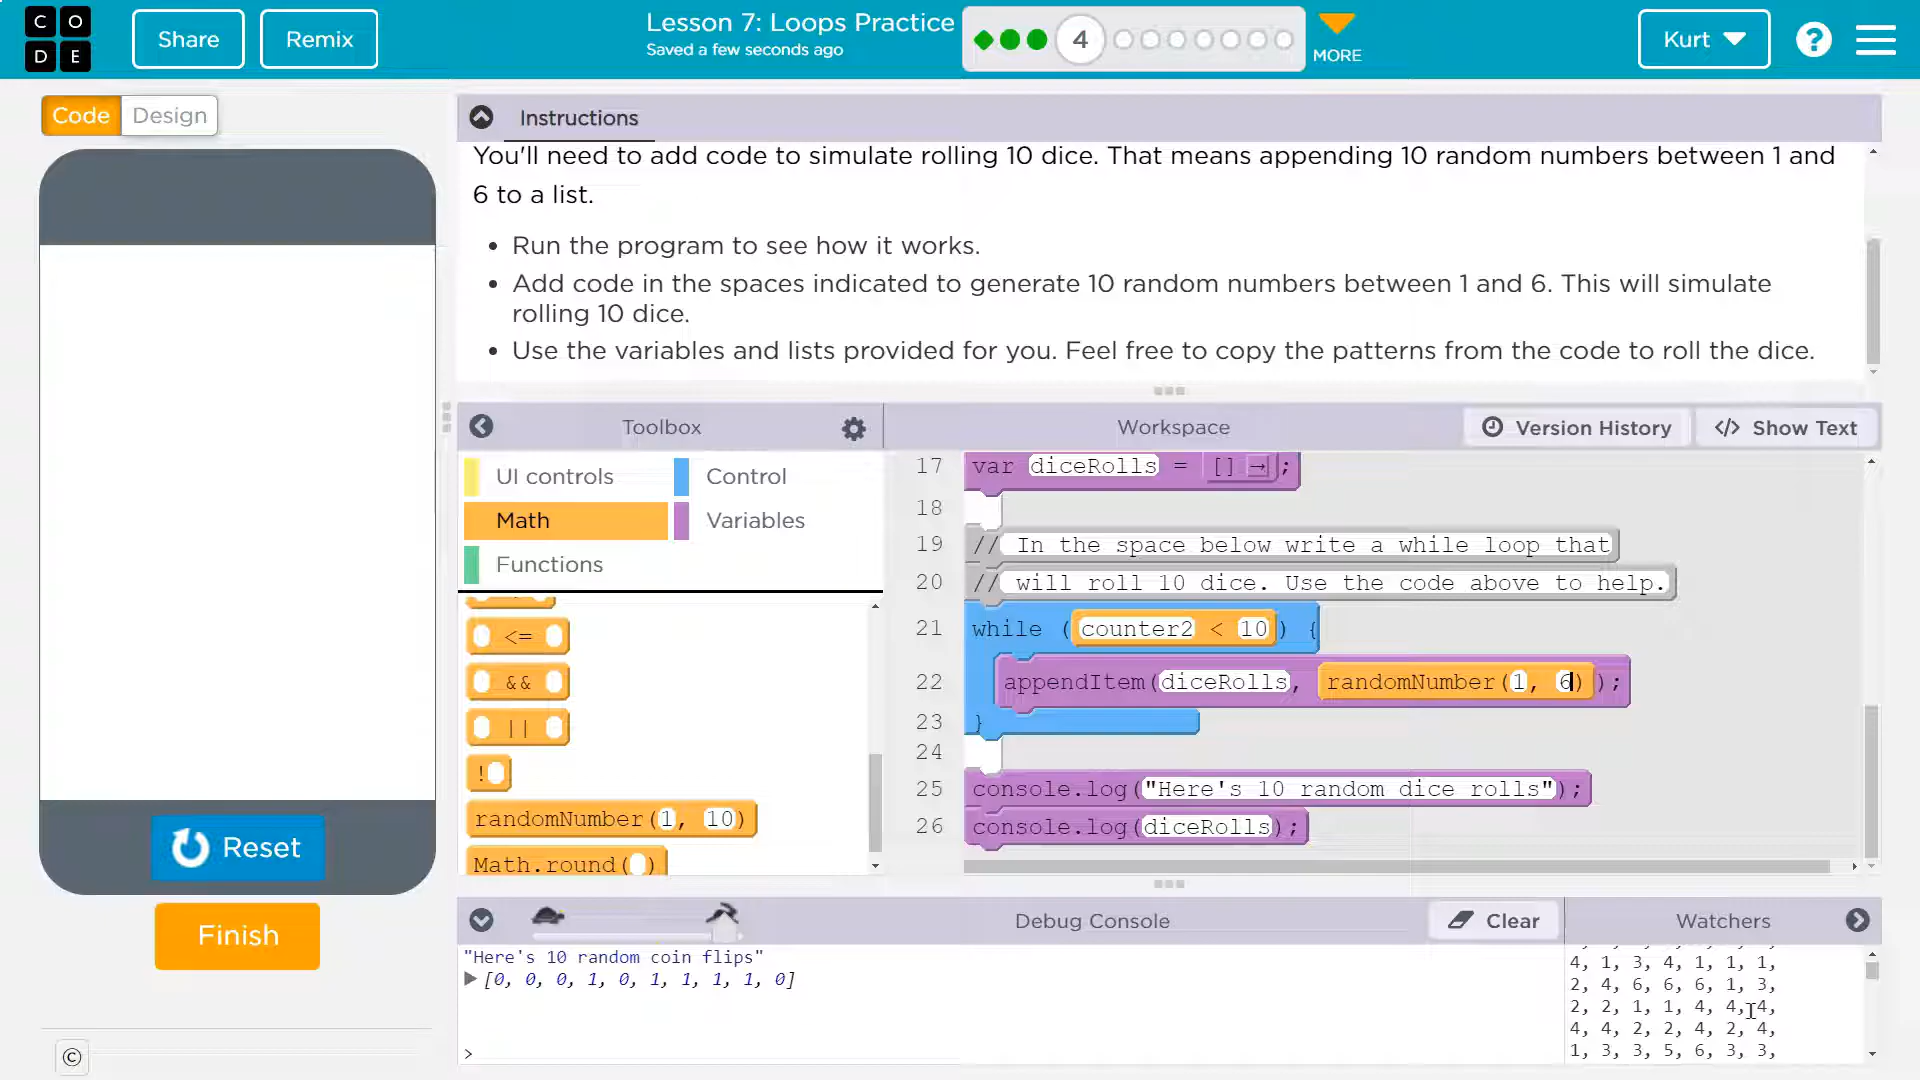 CO
DE
Share
Remix
Lesson 7: Loops Practice
Saved a few seconds ago
4
MORE
Kurt
?
Code
Design
Instructions
You'll need to add code to simulate rolling 10 dice. That means appending 10 random numbers between 1 and
6 to a list.
Run the program to see how it works.
Add code in the spaces indicated to generate 10 random numbers between 1 and 6. This will simulate
rolling 10 dice.
Use the variables and lists provided for you. Feel free to copy the patterns from the code to roll the dice.
Toolbox
Workspace
Version History
</> Show Text
UI controls
Control
Math
Variables
Functions
<=
&&
||
!
randomNumber(1, 10)
Math.round( )
17 var diceRolls = [] → ;
18
19 // In the space below write a while loop that
20 // will roll 10 dice. Use the code above to help.
21 while (counter2 < 10) {
22 appendItem(diceRolls, randomNumber(1, 6));
23 }
24
25 console.log("Here's 10 random dice rolls");
26 console.log(diceRolls);
Reset
Finish
©
Debug Console
Clear
Watchers
"Here's 10 random coin flips"
[0, 0, 0, 1, 0, 1, 1, 1, 1, 0]
>
4, 1, 3, 4, 1, 1, 1,
2, 4, 6, 6, 6, 1, 3,
2, 2, 1, 1, 4, 4, 4,
4, 4, 2, 2, 4, 2, 4,
1, 3, 3, 5, 6, 3, 3,